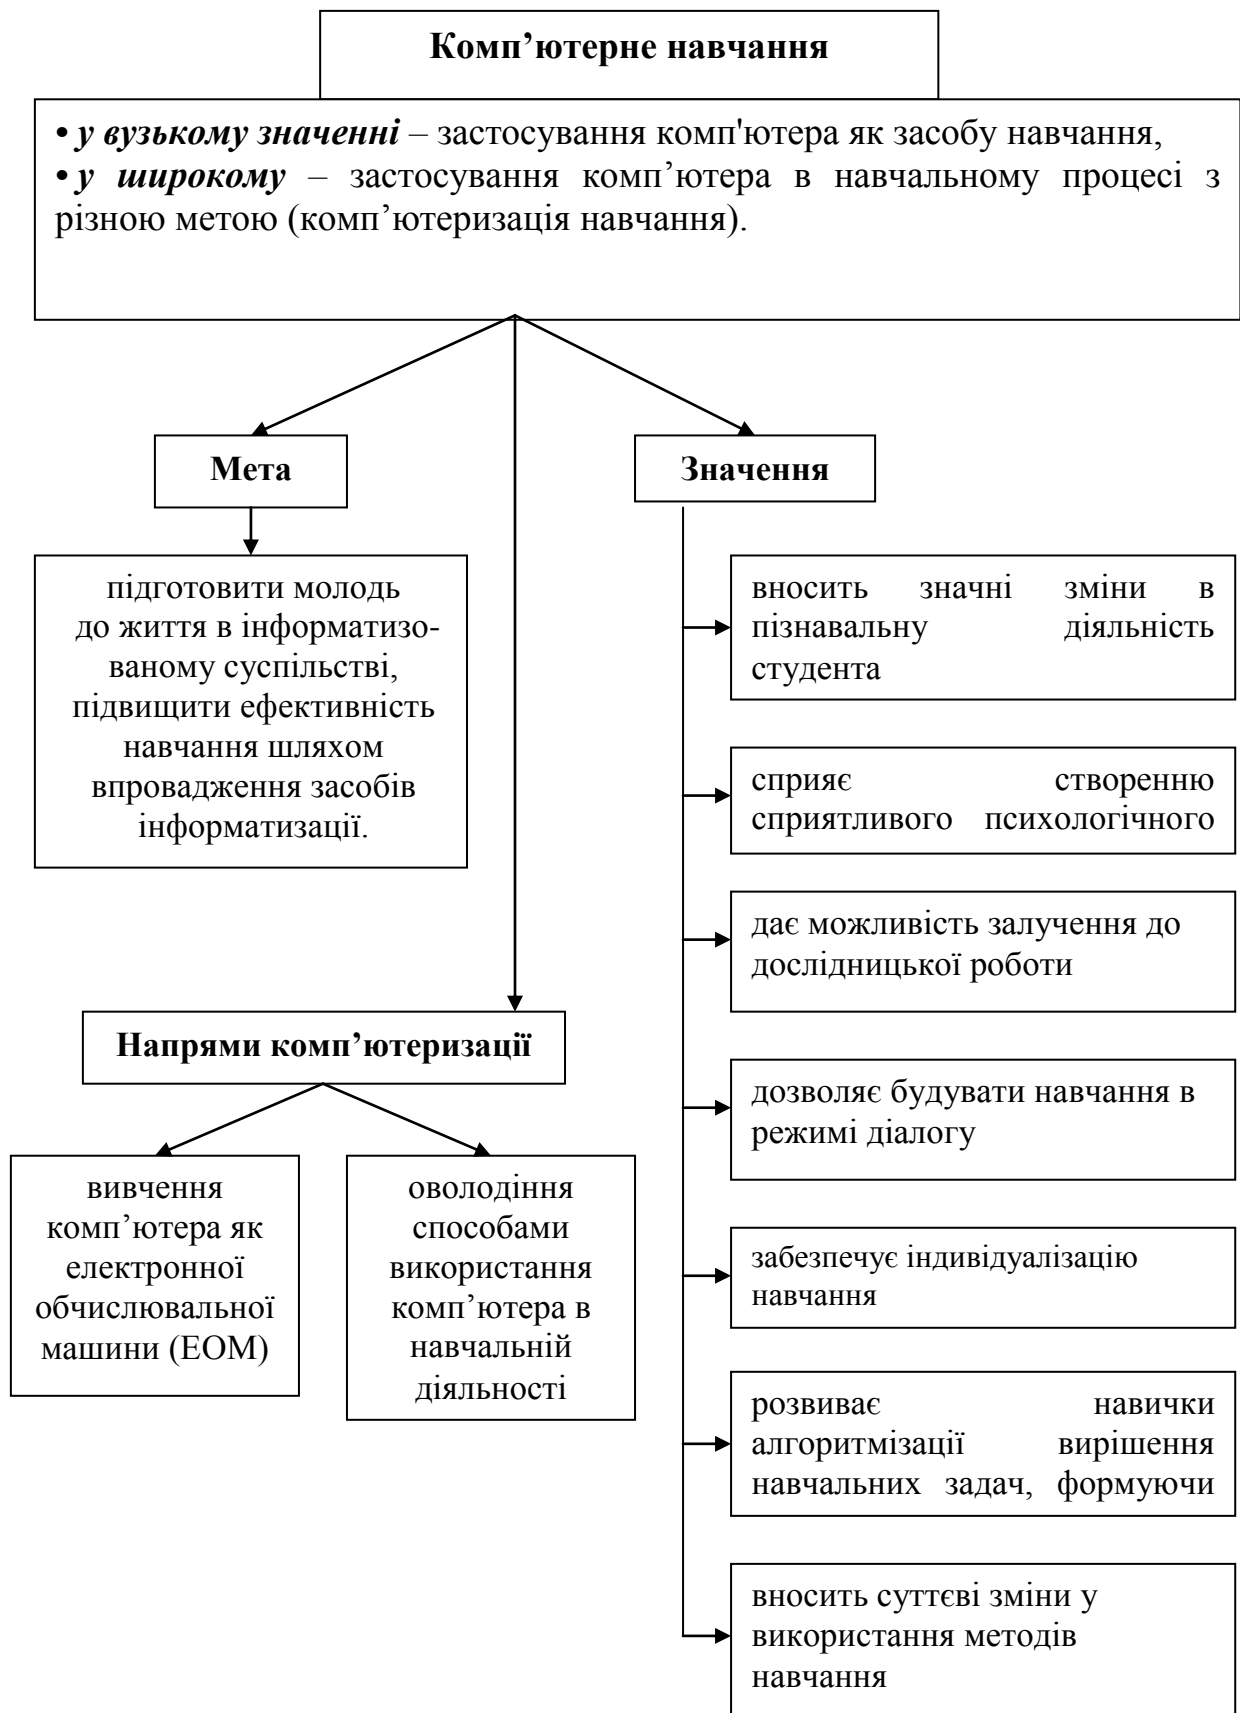 Комп’ютерне навчання
• у вузькому значенні – застосування комп'ютера як засобу навчання,
• у широкому – застосування комп’ютера в навчальному процесі з
різною метою (комп’ютеризація навчання).
Мета
підготовити молодь
до життя в інформатизо-
ваному суспільстві,
підвищити ефективність
навчання шляхом
впровадження засобів
інформатизації.
Напрями комп’ютеризації
вивчення
комп’ютера як
електронної
обчислювальної
машини (ЕОМ)
оволодіння
способами
використання
комп’ютера в
навчальній
діяльності
Значення
вносить значні зміни в
пізнавальну діяльність
студента
сприяє створенню
сприятливого психологічного
дає можливість залучення до
дослідницької роботи
дозволяє будувати навчання в
режимі діалогу
забезпечує індивідуалізацію
навчання
розвиває навички
алгоритмізації вирішення
навчальних задач, формуючи
вносить суттєві зміни у
використання методів
навчання